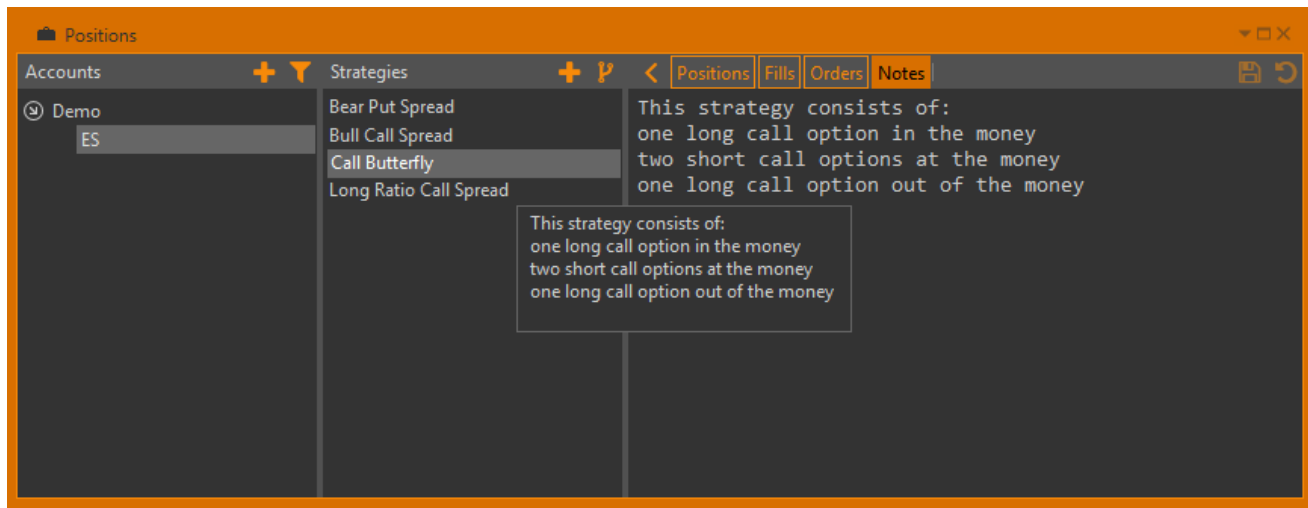 Positions
Accounts
Demo
ES
Strategies
Bear Put Spread
Bull Call Spread
Call Butterfly
Long Ratio Call Spread
Positions Fills Orders Notes
This strategy consists of:
one long call option in the money
two short call options at the money
one long call option out of the money
This strategy consists of:
one long call option in the money
two short call options at the money
one long call option out of the money